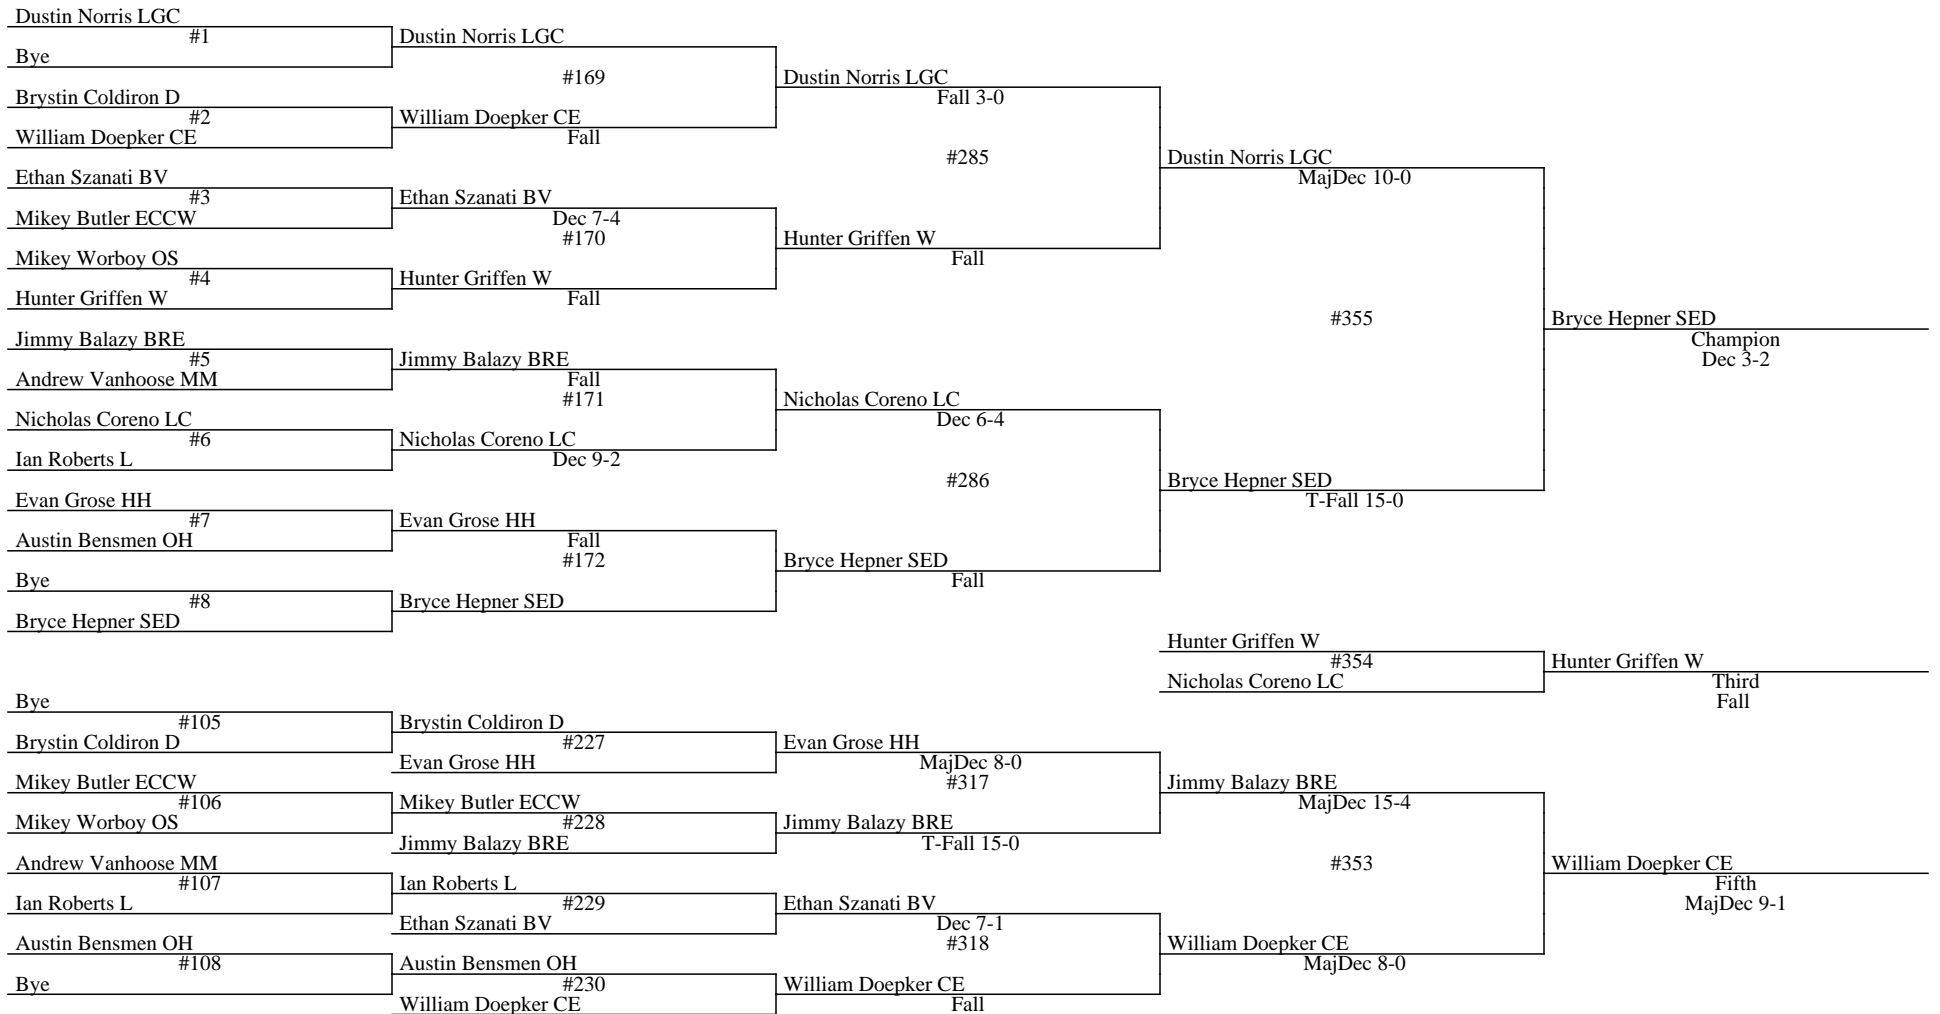 Dustin Norris LGC
#1
Dustin Norris LGC
Bye
#169
Dustin Norris LGC
Fall 3-0
Brystin Coldiron D
#2
William Doepker CE
Fall
William Doepker CE
#285
Dustin Norris LGC
MajDec 10-0
Ethan Szanati BV
#3
Ethan Szanati BV
Dec 7-4
Mikey Butler ECCW
#170
Hunter Griffen W
Fall
Mikey Worboy OS
#4
Hunter Griffen W
Fall
Hunter Griffen W
#355
Bryce Hepner SED
Champion
Dec 3-2
Jimmy Balazy BRE
#5
Jimmy Balazy BRE
Fall
Andrew Vanhoose MM
#171
Nicholas Coreno LC
Dec 6-4
Nicholas Coreno LC
#6
Nicholas Coreno LC
Dec 9-2
Ian Roberts L
#286
Bryce Hepner SED
T-Fall 15-0
Evan Grose HH
#7
Evan Grose HH
Fall
Austin Bensmen OH
#172
Bryce Hepner SED
Fall
Bye
#8
Bryce Hepner SED
Bryce Hepner SED
Hunter Griffen W
#354
Hunter Griffen W
Third
Fall
Nicholas Coreno LC
Bye
#105
Brystin Coldiron D
Brystin Coldiron D
#227
Evan Grose HH
MajDec 8-0
Evan Grose HH
#317
Jimmy Balazy BRE
MajDec 15-4
Mikey Butler ECCW
#106
Mikey Butler ECCW
Mikey Worboy OS
#228
Jimmy Balazy BRE
T-Fall 15-0
Jimmy Balazy BRE
#353
William Doepker CE
Fifth
MajDec 9-1
Andrew Vanhoose MM
#107
Ian Roberts L
Ian Roberts L
#229
Ethan Szanati BV
Dec 7-1
Ethan Szanati BV
#318
William Doepker CE
MajDec 8-0
Austin Bensmen OH
#108
Austin Bensmen OH
Bye
#230
William Doepker CE
Fall
William Doepker CE